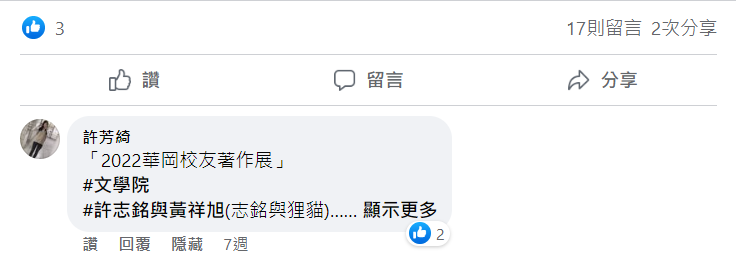 3 17則留言 2次分享
讚 留言 分享
許芳綺
「2022華岡校友著作展」
#文學院
#許志銘與黃祥旭(志銘與狸貓)...... 顯示更多
2
讚 回覆 隱藏 7週